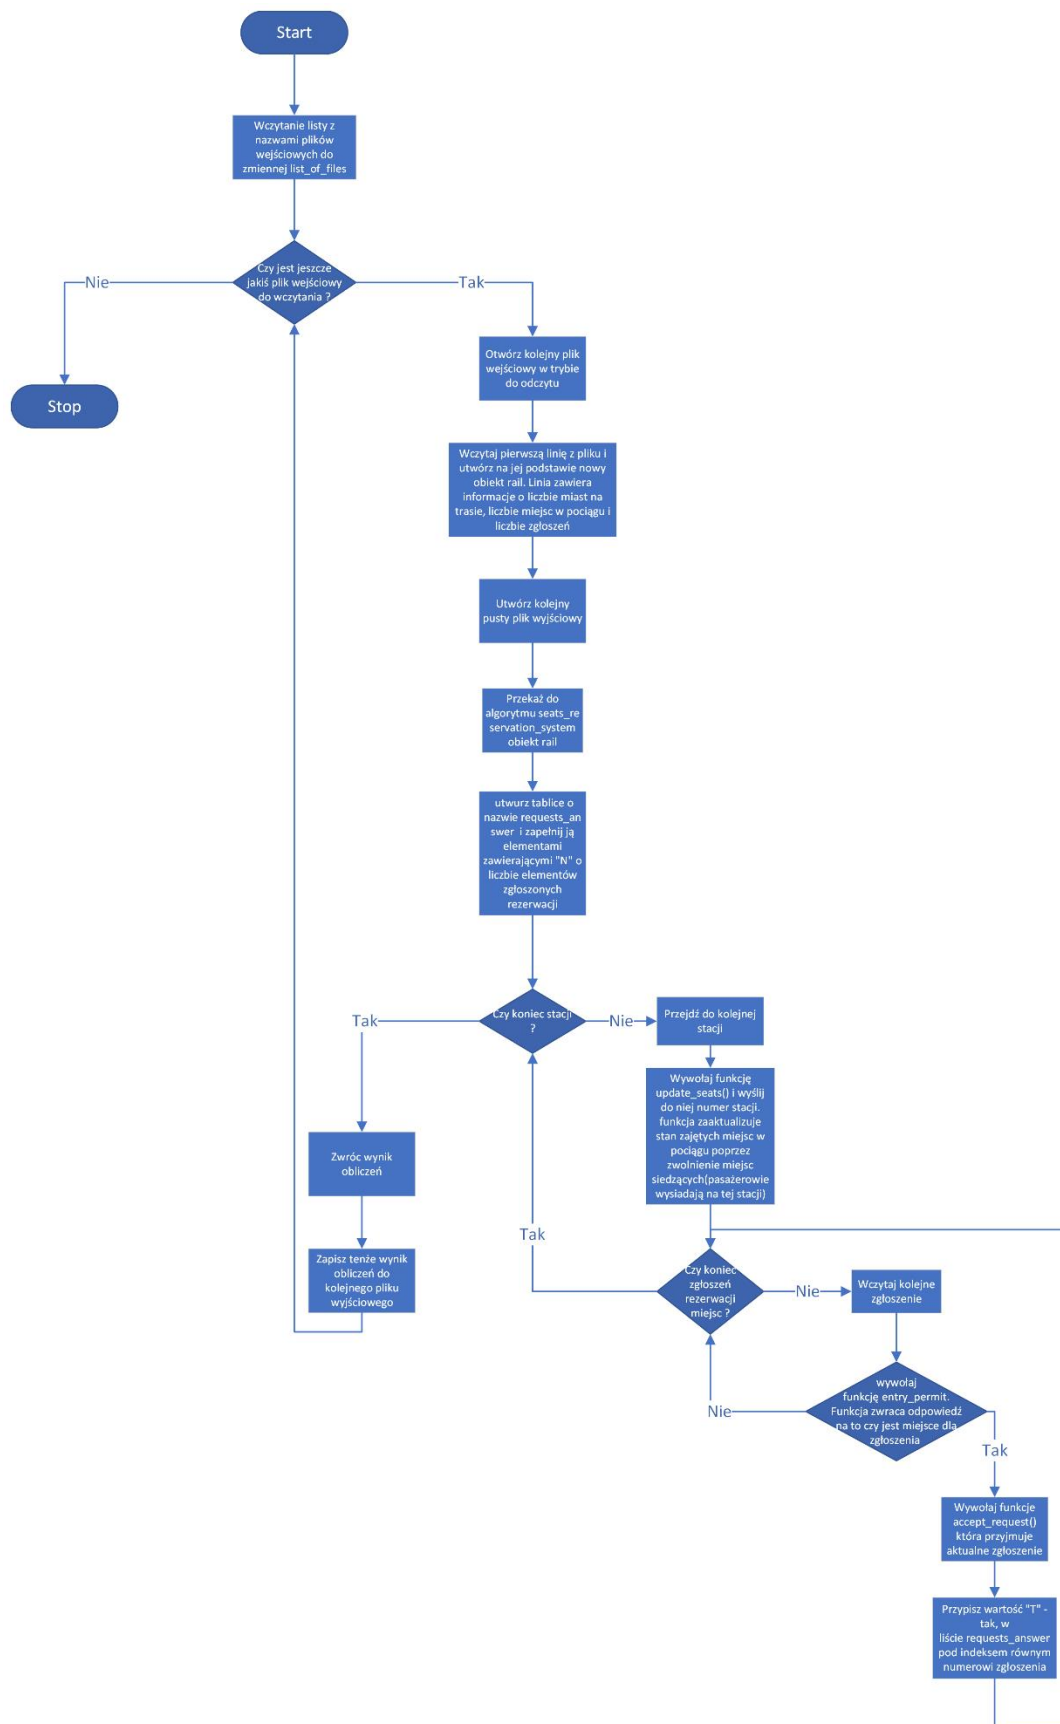 Start
Wczytanie listy z
nazwami plików
wejściowych do
zmiennej list_of_files
Czy jest jeszcze
jakiś plik wejściowy
do wczytania ?
Nie
Tak
Stop
Otwórz kolejny plik
wejściowy w trybie
do odczytu
Wczytaj pierwszą linię z pliku i
utwórz na jej podstawie nowy
obiekt rail. Linia zawiera
informacje o liczbie miast na
trasie, liczbie miejsc w pociągu i
liczbie zgłoszeń
Utwórz kolejny
pusty plik wyjściowy
Przekaż do
algorytmu seats_re
servation_system
obiekt rail
utwurz tablice o
nazwie requests_an
swer i zapełnij ją
elementami
zawierającymi "N" o
liczbie elementów
zgłoszonych
rezerwacji
Czy koniec stacji
?
Tak
Nie
Przejdź do kolejnej
stacji
Wywołaj funkcję
update_seats() i wyślij
do niej numer stacji.
funkcja zaaktualizuje
stan zajętych miejsc w
pociągu poprzez
zwolnienie miejsc
siedzących(pasażerowie
wysiadają na tej stacji)
Zwróc wynik
obliczeń
Zapisz tenże wynik
obliczeń do
kolejnego pliku
wyjściowego
Tak
Czy koniec
zgłoszeń
rezerwacji
miejsc ?
Nie
Wczytaj kolejne
zgłoszenie
wywołaj
funkcję entry_permit.
Funkcja zwraca odpowiedź
na to czy jest miejsce dla
zgłoszenia
Nie
Tak
Wywołaj funkcje
accept_request()
która przyjmuje
aktualne zgłoszenie
Przypisz wartość "T" -
tak, w
liście requests_answer
pod indeksem równym
numerowi zgłoszenia